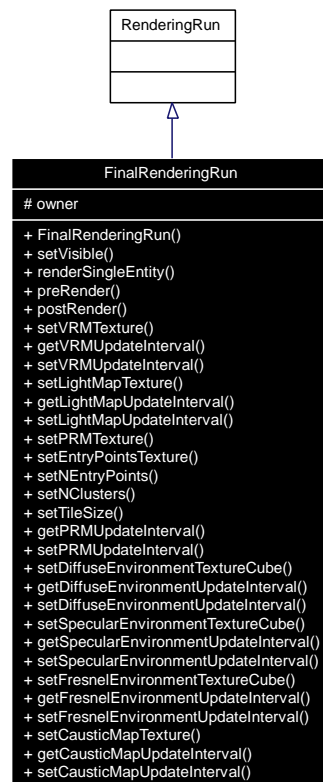 RenderingRun
FinalRenderingRun
# owner
+ FinalRenderingRun()
+ setVisible()
+ renderSingleEntity()
+ preRender()
+ postRender()
+ setVRMTexture()
+ getVRMUpdateInterval()
+ setVRMUpdateInterval()
+ setLightMapTexture()
+ getLightMapUpdateInterval()
+ setLightMapUpdateInterval()
+ setPRMTexture()
+ setEntryPointsTexture()
+ setNEntryPoints()
+ setNClusters()
+ setTileSize()
+ getPRMUpdateInterval()
+ setPRMUpdateInterval()
+ setDiffuseEnvironmentTextureCube()
+ getDiffuseEnvironmentUpdateInterval()
+ setDiffuseEnvironmentUpdateInterval()
+ setSpecularEnvironmentTextureCube()
+ getSpecularEnvironmentUpdateInterval()
+ setSpecularEnvironmentUpdateInterval()
+ setFresnelEnvironmentTextureCube()
+ getFresnelEnvironmentUpdateInterval()
+ setFresnelEnvironmentUpdateInterval()
+ setCausticMapTexture()
+ getCausticMapUpdateInterval()
+ setCausticMapUpdateInterval()